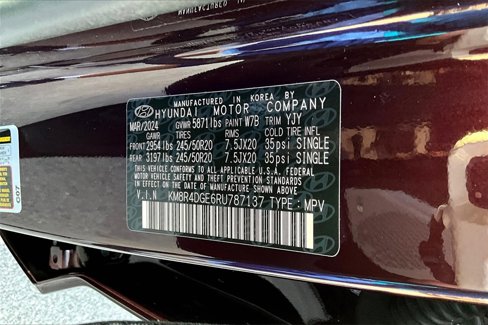 MANUFACTURED IN KOREA BY
HYUNDAI MOTOR COMPANY
MAR/2024 GVWR 5871lbs PAINT W7B TRIM YJY
GAWR TIRES RIMS COLD TIRE INFL
FRONT 2954lbs 245/50R20 7.5JX20 35psi SINGLE
REAR 3197lbs 245/50R20 7.5JX20 35psi SINGLE
THIS VEHICLE CONFORMS TO ALL APPLICABLE U.S.A. FEDERAL
MOTOR VEHICLE SAFETY AND THEFT PREVENTION STANDARDS
IN EFFECT ON THE DATE OF MANUFACTURE SHOWN ABOVE.
V.I.N KM8R4DGE6RU787137 TYPE : MPV
C07